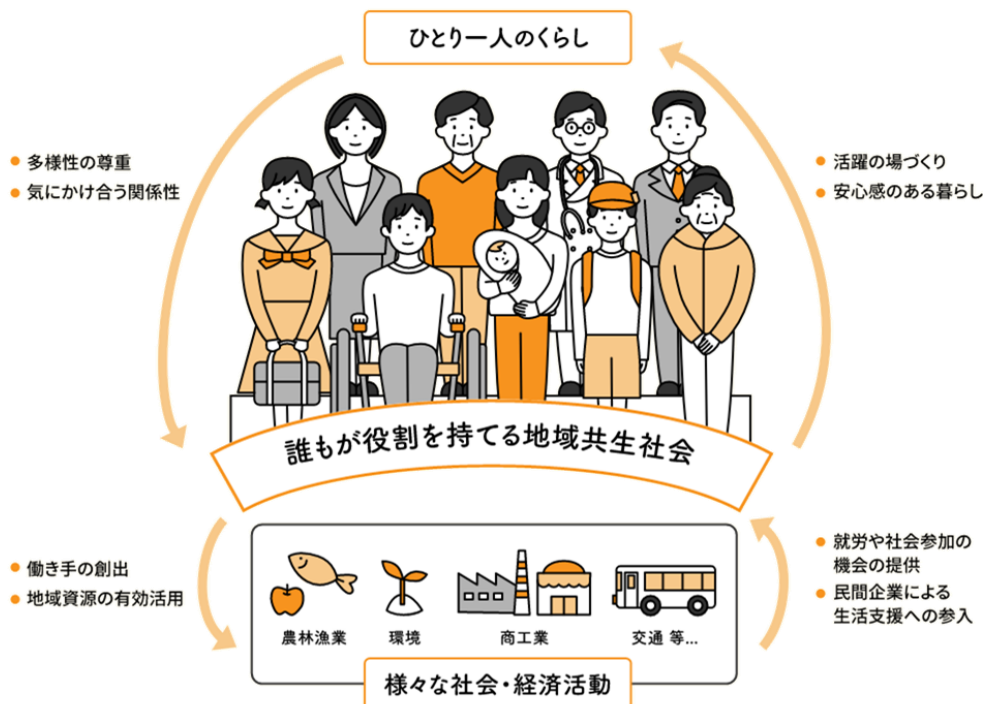 ひとり一人のくらし
● 多様性の尊重
● 気にかけ合う関係性
● 活躍の場づくり
● 安心感のある暮らし
誰もが役割を持てる地域共生社会
● 働き手の創出
● 地域資源の有効活用
● 就労や社会参加の
機会の提供
● 民間企業による
生活支援への参入
農林漁業 環境 商工業 交通 等...
様々な社会・経済活動